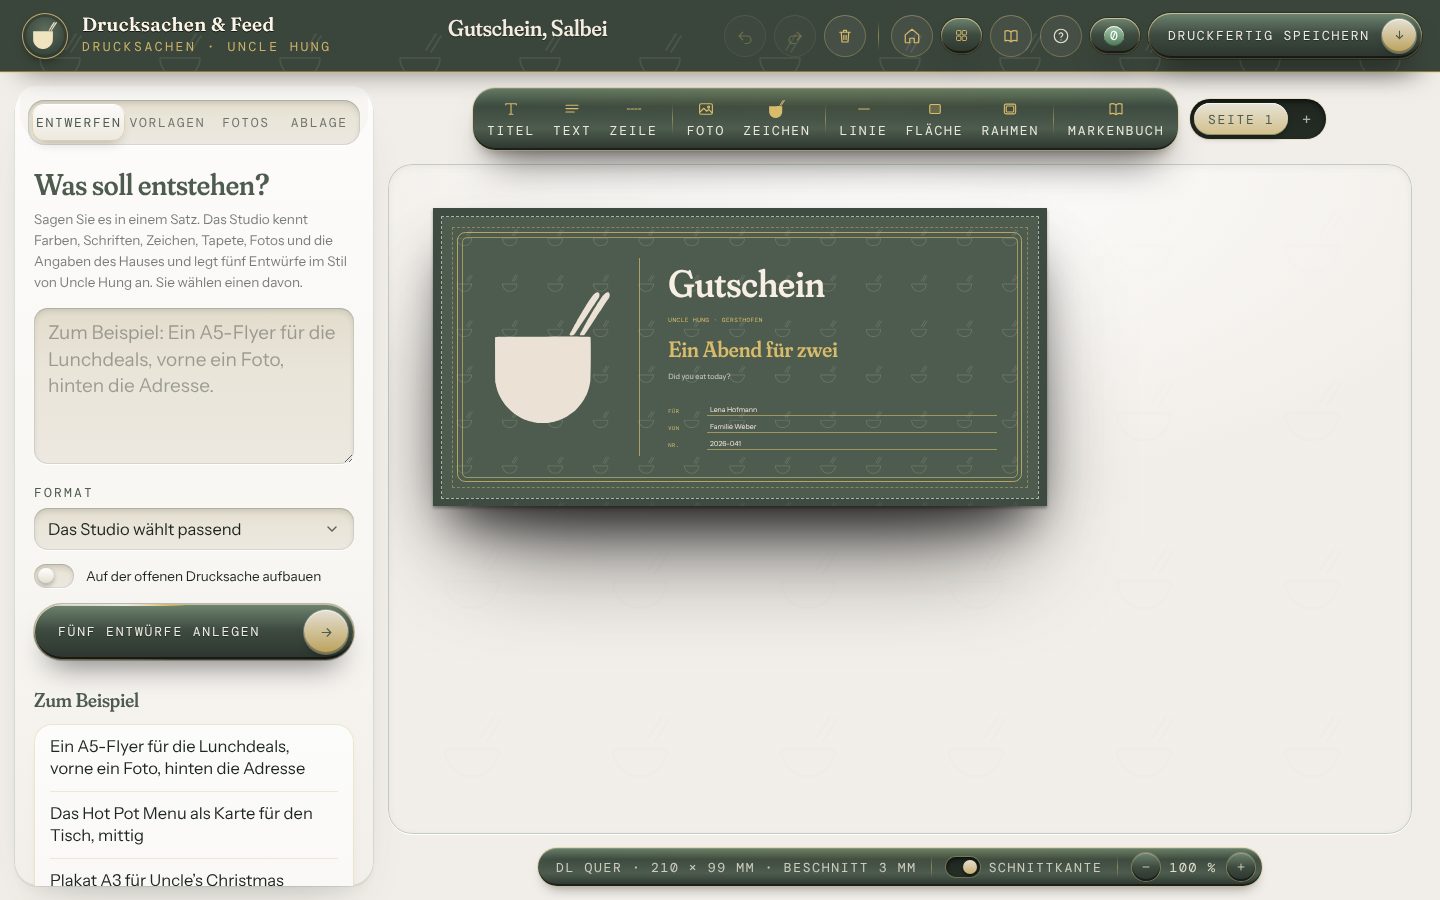 Drucksachen & Feed
DRUCKSACHEN · UNCLE HUNG
Gutschein, Salbei
0
DRUCKFERTIG SPEICHERN
ENTWERFEN
VORLAGEN
FOTOS
ABLAGE
TITEL
TEXT
ZEILE
FOTO
ZEICHEN
LINIE
FLÄCHE
RAHMEN
MARKENBUCH
SEITE 1
+
Was soll entstehen?
Sagen Sie es in einem Satz. Das Studio kennt
Farben, Schriften, Zeichen, Tapete, Fotos und die
Angaben des Hauses und legt fünf Entwürfe im Stil
von Uncle Hung an. Sie wählen einen davon.
Zum Beispiel: Ein A5-Flyer für die
Lunchdeals, vorne ein Foto,
hinten die Adresse.
FORMAT
Das Studio wählt passend
Auf der offenen Drucksache aufbauen
FÜNF ENTWÜRFE ANLEGEN
Zum Beispiel
Ein A5-Flyer für die Lunchdeals,
vorne ein Foto, hinten die Adresse
Das Hot Pot Menu als Karte für den
Tisch, mittig
Plakat A3 für Uncle's Christmas
Gutschein
UNCLE HUNG · GERSTHOFEN
Ein Abend für zwei
Did you eat today?
FÜR Lena Hofmann
VON Familie Weber
NR. 2026-041
DL QUER · 210 × 99 MM · BESCHNITT 3 MM
SCHNITTKANTE
− 100 % +